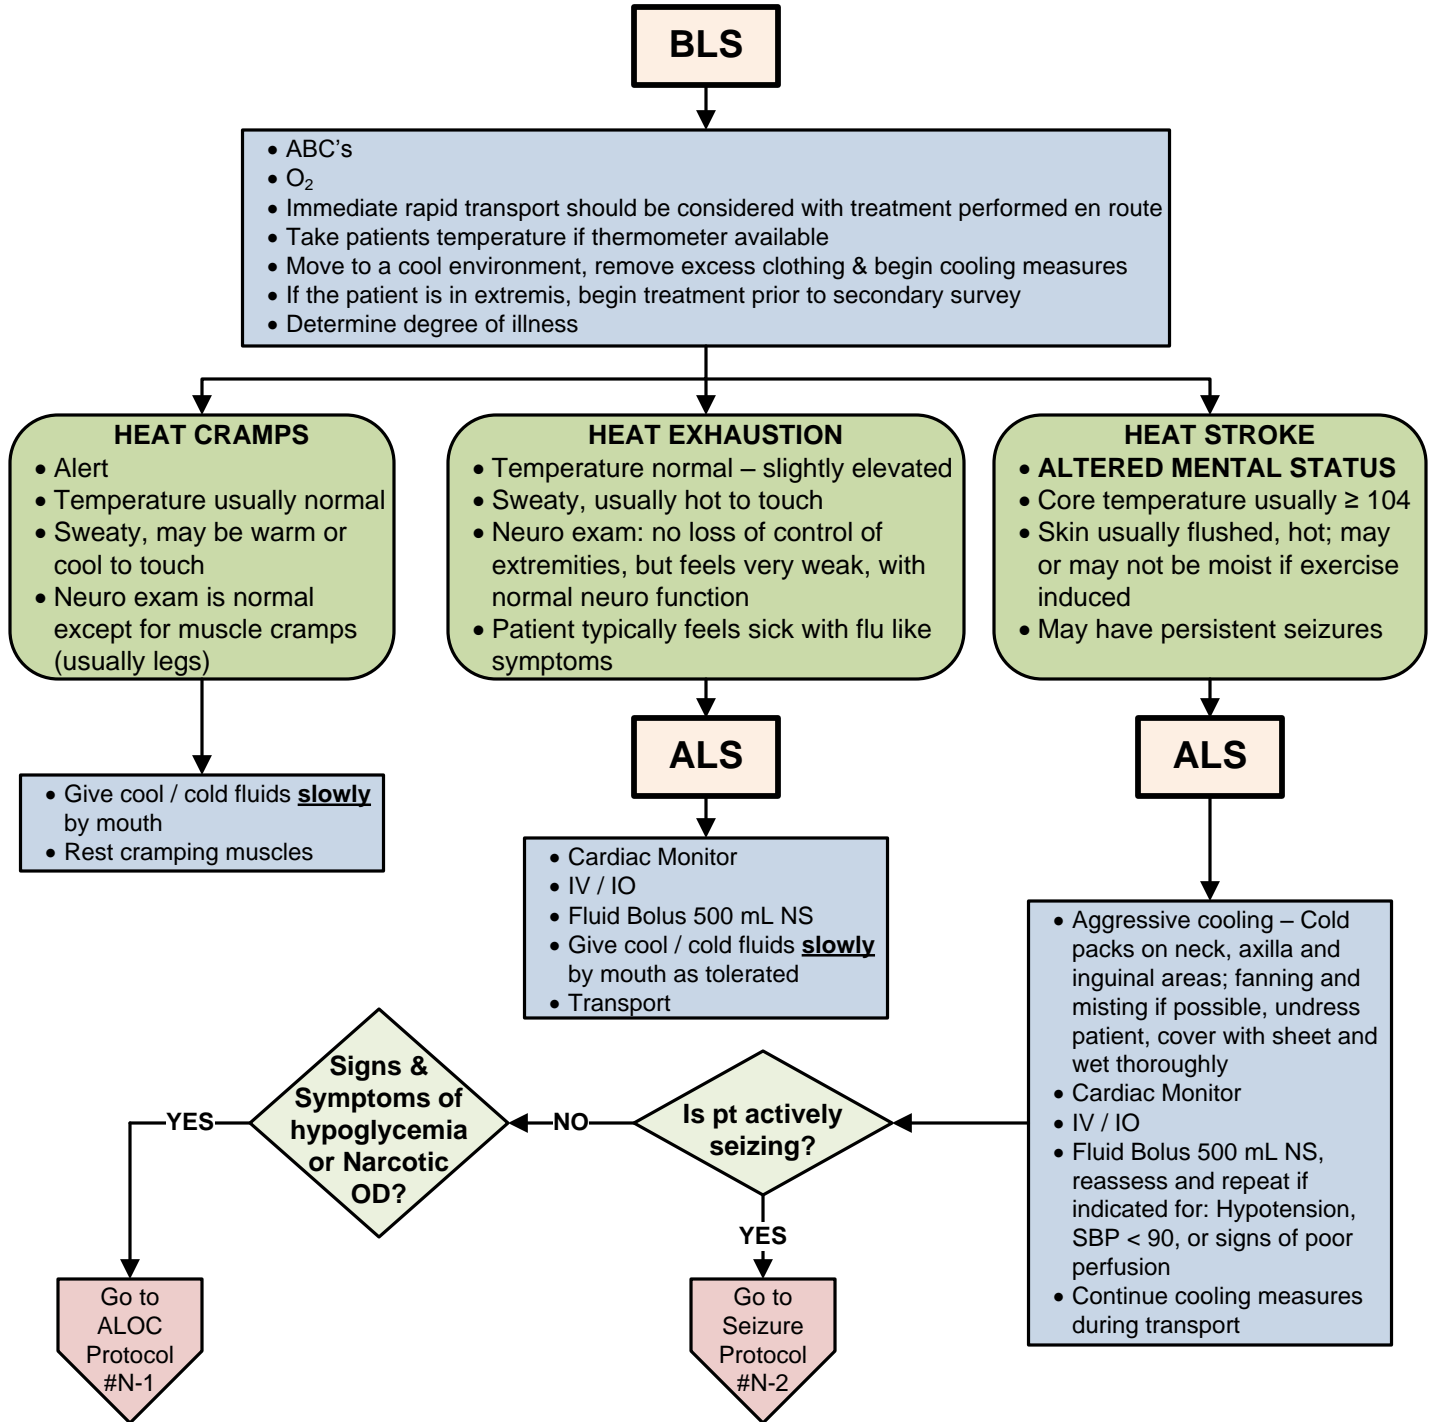 BLS
• ABC’s
• O₂
• Immediate rapid transport should be considered with treatment performed en route
• Take patients temperature if thermometer available
• Move to a cool environment, remove excess clothing & begin cooling measures
• If the patient is in extremis, begin treatment prior to secondary survey
• Determine degree of illness
HEAT CRAMPS
• Alert
• Temperature usually normal
• Sweaty, may be warm or
cool to touch
• Neuro exam is normal
except for muscle cramps
(usually legs)
HEAT EXHAUSTION
• Temperature normal – slightly elevated
• Sweaty, usually hot to touch
• Neuro exam: no loss of control of
extremities, but feels very weak, with
normal neuro function
• Patient typically feels sick with flu like
symptoms
HEAT STROKE
• ALTERED MENTAL STATUS
• Core temperature usually ≥ 104
• Skin usually flushed, hot; may
or may not be moist if exercise
induced
• May have persistent seizures
• Give cool / cold fluids slowly
by mouth
• Rest cramping muscles
ALS
• Cardiac Monitor
• IV / IO
• Fluid Bolus 500 mL NS
• Give cool / cold fluids slowly
by mouth as tolerated
• Transport
ALS
• Aggressive cooling – Cold
packs on neck, axilla and
inguinal areas; fanning and
misting if possible, undress
patient, cover with sheet and
wet thoroughly
• Cardiac Monitor
• IV / IO
• Fluid Bolus 500 mL NS,
reassess and repeat if
indicated for: Hypotension,
SBP < 90, or signs of poor
perfusion
• Continue cooling measures
during transport
Is pt actively
seizing?
NO
YES
Go to
Seizure
Protocol
#N-2
Signs &
Symptoms of
hypoglycemia
or Narcotic
OD?
YES
Go to
ALOC
Protocol
#N-1